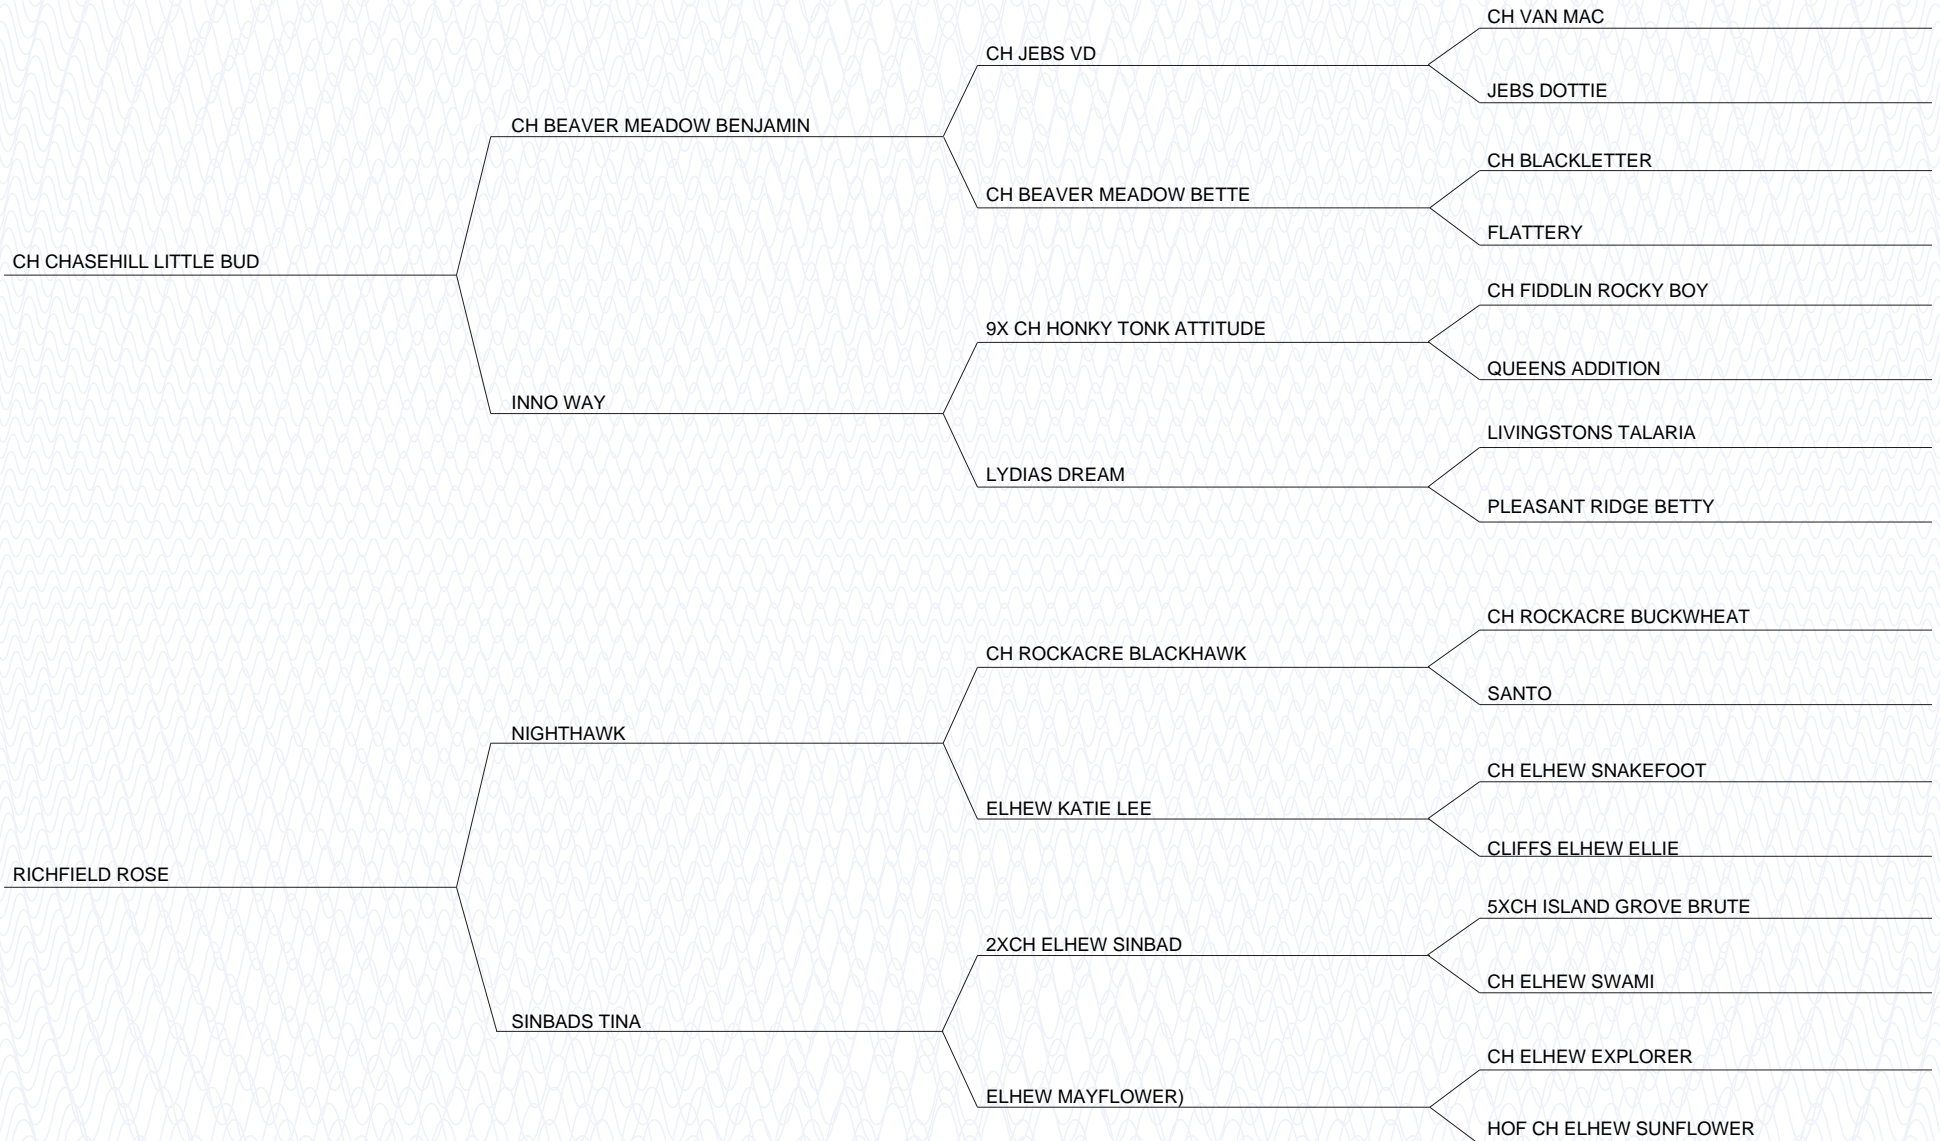 CH VAN MAC
CH JEBS VD
JEBS DOTTIE
CH BEAVER MEADOW BENJAMIN
CH BLACKLETTER
CH BEAVER MEADOW BETTE
FLATTERY
CH CHASEHILL LITTLE BUD
CH FIDDLIN ROCKY BOY
9X CH HONKY TONK ATTITUDE
QUEENS ADDITION
INNO WAY
LIVINGSTONS TALARIA
LYDIAS DREAM
PLEASANT RIDGE BETTY
CH ROCKACRE BUCKWHEAT
CH ROCKACRE BLACKHAWK
SANTO
NIGHTHAWK
CH ELHEW SNAKEFOOT
ELHEW KATIE LEE
CLIFFS ELHEW ELLIE
RICHFIELD ROSE
5XCH ISLAND GROVE BRUTE
2XCH ELHEW SINBAD
CH ELHEW SWAMI
SINBADS TINA
CH ELHEW EXPLORER
ELHEW MAYFLOWER)
HOF CH ELHEW SUNFLOWER